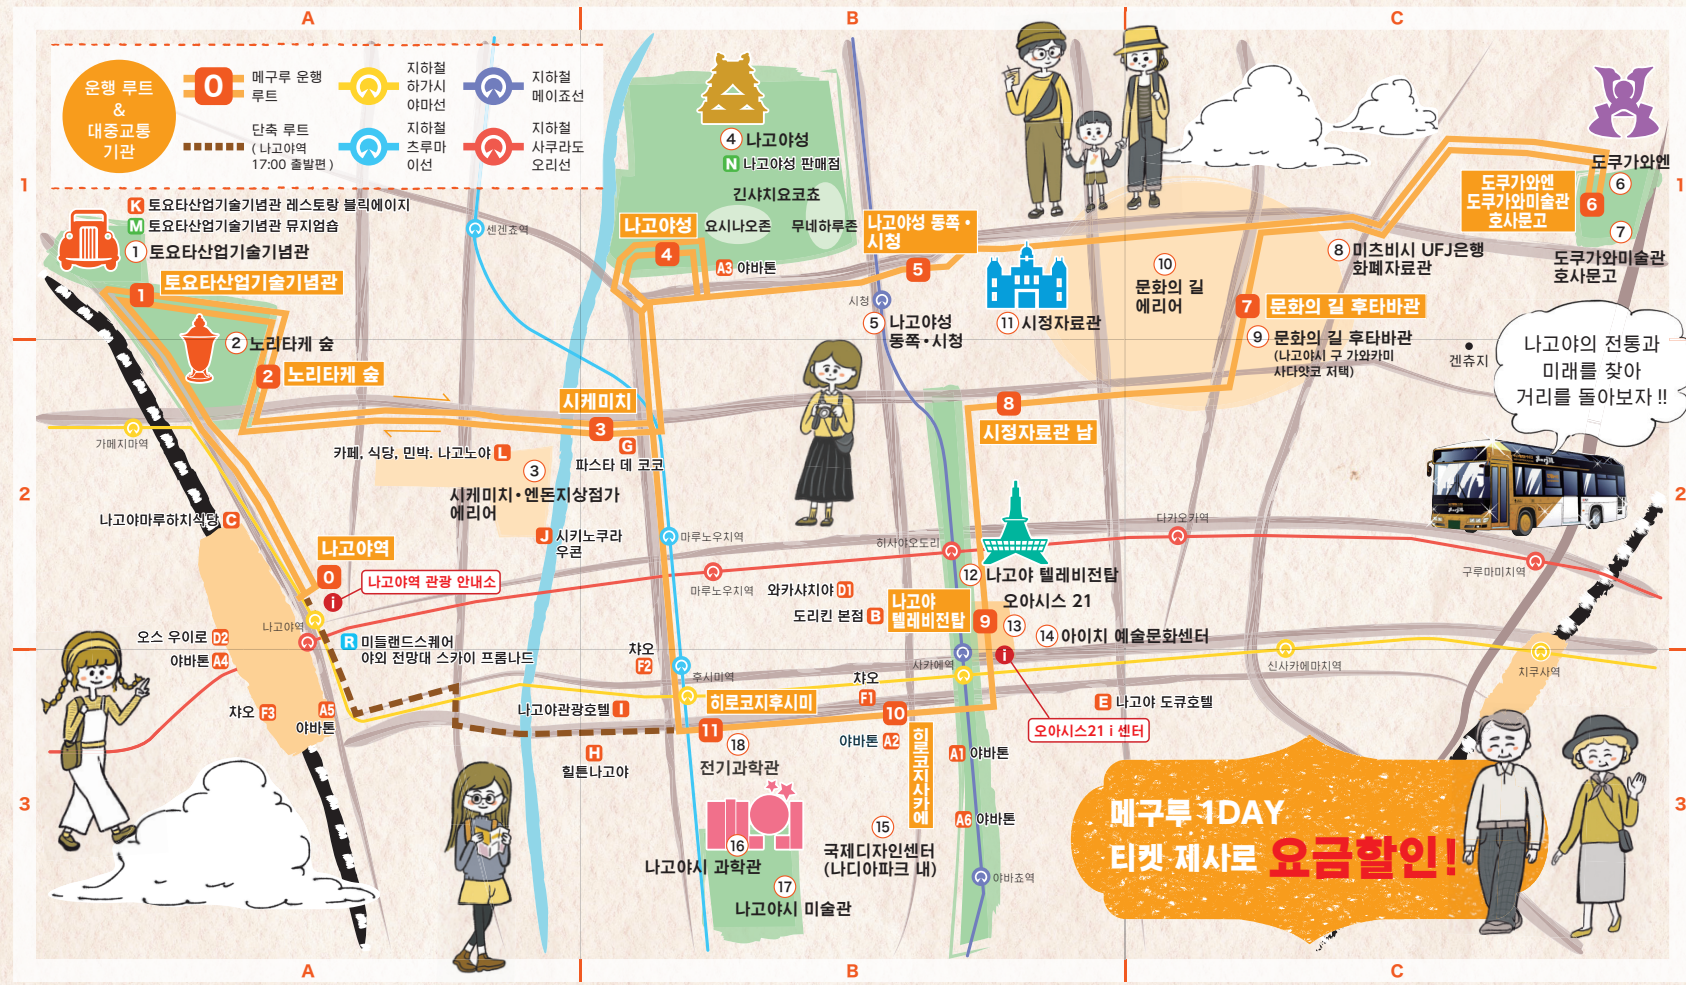 A
B
C
운행 루트
&
대중교통
기관
0
메구루 운행
루트
지하철
하가시
야마선
지하철
메이죠선
단축 루트
( 나고야역
17:00 출발편 )
지하철
츠루마
이선
지하철
사쿠라도
오리선
1
1
K 토요타산업기술기념관 레스토랑 블릭에이지
M 토요타산업기술기념관 뮤지엄숍
1 토요타산업기술기념관
1 토요타산업기술기념관
2 노리타케 숲
2 노리타케 숲
센겐쵸역
4 나고야성
N 나고야성 판매점
긴샤치요코쵸
요시나오존
무네하루존
나고야성
4
A3 야바톤
나고야성 동쪽・
시청
5
시청
5 나고야성
동쪽・시청
11 시정자료관
10
문화의 길
에리어
도쿠가와엔
6
도쿠가와엔
도쿠가와미술관
호사문고
6
7
도쿠가와미술관
호사문고
8 미츠비시 UFJ은행
화폐자료관
7 문화의 길 후타바관
9 문화의 길 후타바관
(나고야시 구 가와카미
사다얏코 저택)
겐츄지
나고야의 전통과
미래를 찾아
거리를 돌아보자 !!
2
2
가메지마역
시케미치
3
카페, 식당, 민박. 나고노야 L
G
파스타 데 코코
3
시케미치・엔돈지상점가
에리어
J 시키노쿠라
우콘
8
시정자료관 남
나고야마루하치식당 C
나고야역
0
i
나고야역 관광 안내소
나고야역
마루노우치역
마루노우치역
히사야오도리
다카오카역
구루마미치역
12 나고야 텔레비전탑
오아시스 21
와카샤치야 D1
도리킨 본점 B
나고야
텔레비전탑
9
13
14 아이치 예술문화센터
i
사카에역
신사카에마치역
치쿠사역
오스 우이로 D2
야바톤 A4
R 미들랜드스퀘어
야외 전망대 스카이 프롬나드
챠오
F2
후시미역
챠오
F1
챠오 F3
A5
야바톤
나고야관광호텔 I
히로코지후시미
11
10
E 나고야 도큐호텔
오아시스21 i 센터
H
힐튼나고야
18
전기과학관
야바톤 A2
히로코지사카에
A1 야바톤
A6 야바톤
3
3
16
나고야시 과학관
15
국제디자인센터
(나디아파크 내)
17
나고야시 미술관
야바쵸역
메구루 1DAY
티켓 제사로 요금할인!
A
B
C